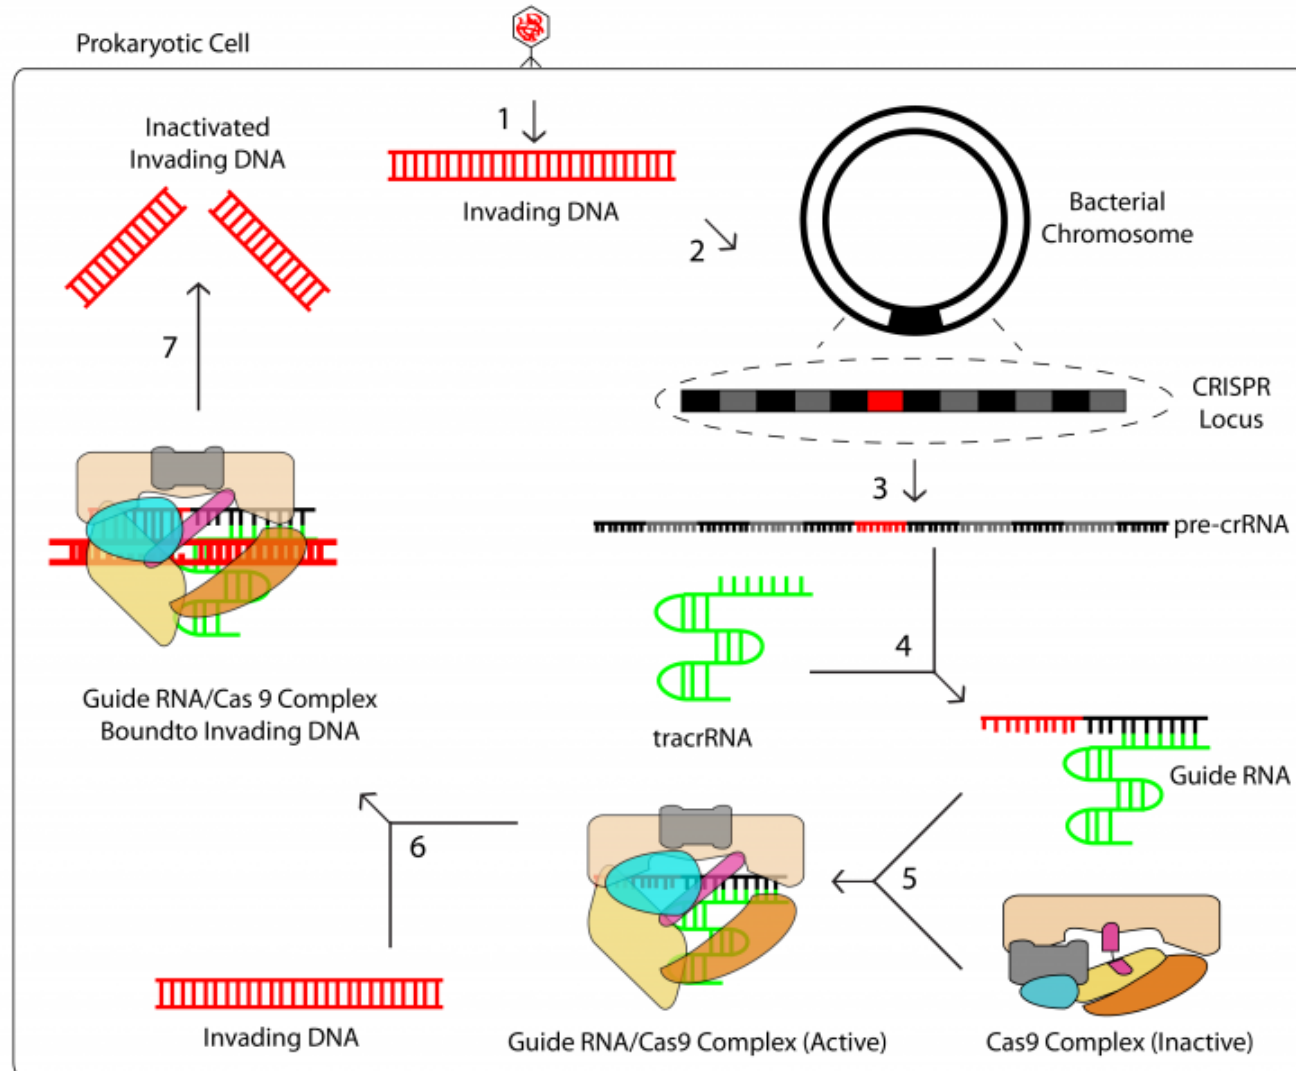 Prokaryotic Cell
1
Inactivated
Invading DNA
Invading DNA
2
Bacterial
Chromosome
7
CRISPR
Locus
3
pre-crRNA
4
tracrRNA
Guide RNA
Guide RNA/Cas 9 Complex
Boundto Invading DNA
6
5
Invading DNA
Guide RNA/Cas9 Complex (Active)
Cas9 Complex (Inactive)